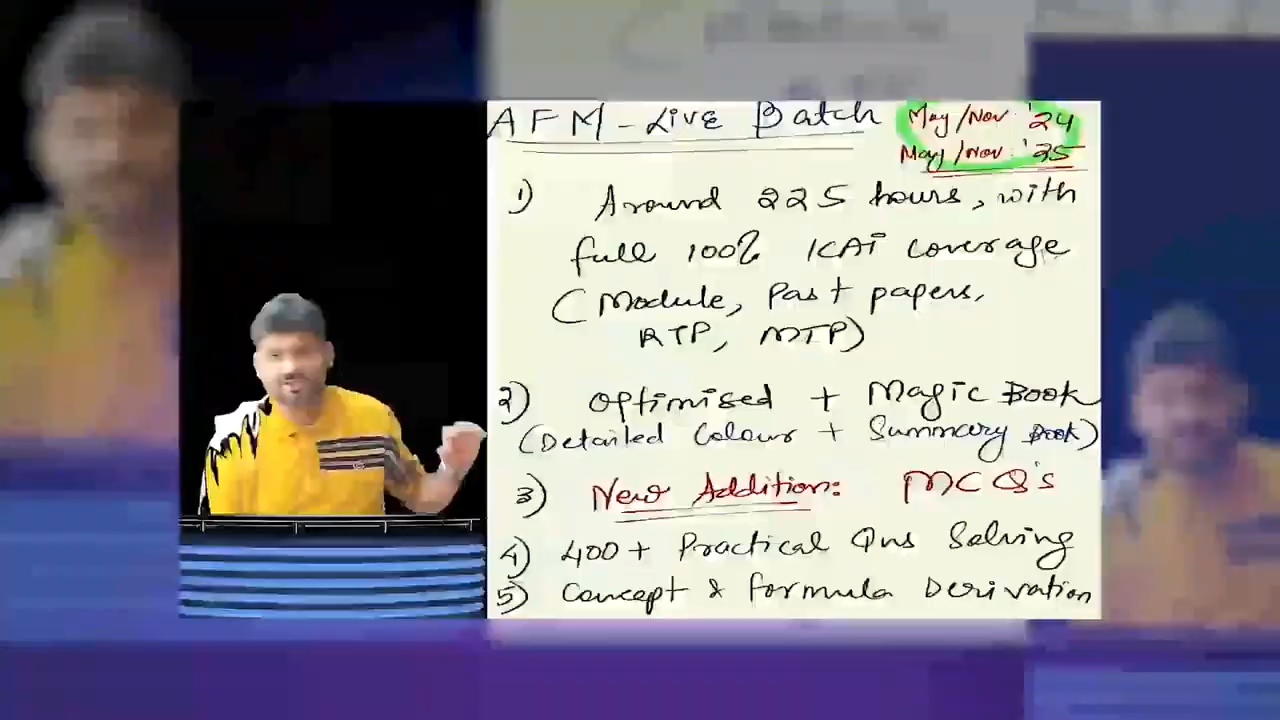 AFM - Live Batch
May/Nov '24
May/Nov '25
1) Around 225 hours, with
full 100% ICAI coverage
(Module, Past papers,
RTP, MTP)
2) Optimised + Magic Book
(Detailed Colour + Summary Book)
3) New Addition: MCQ's
4) 400+ Practical Qns Solving
5) Concept & Formula Derivation